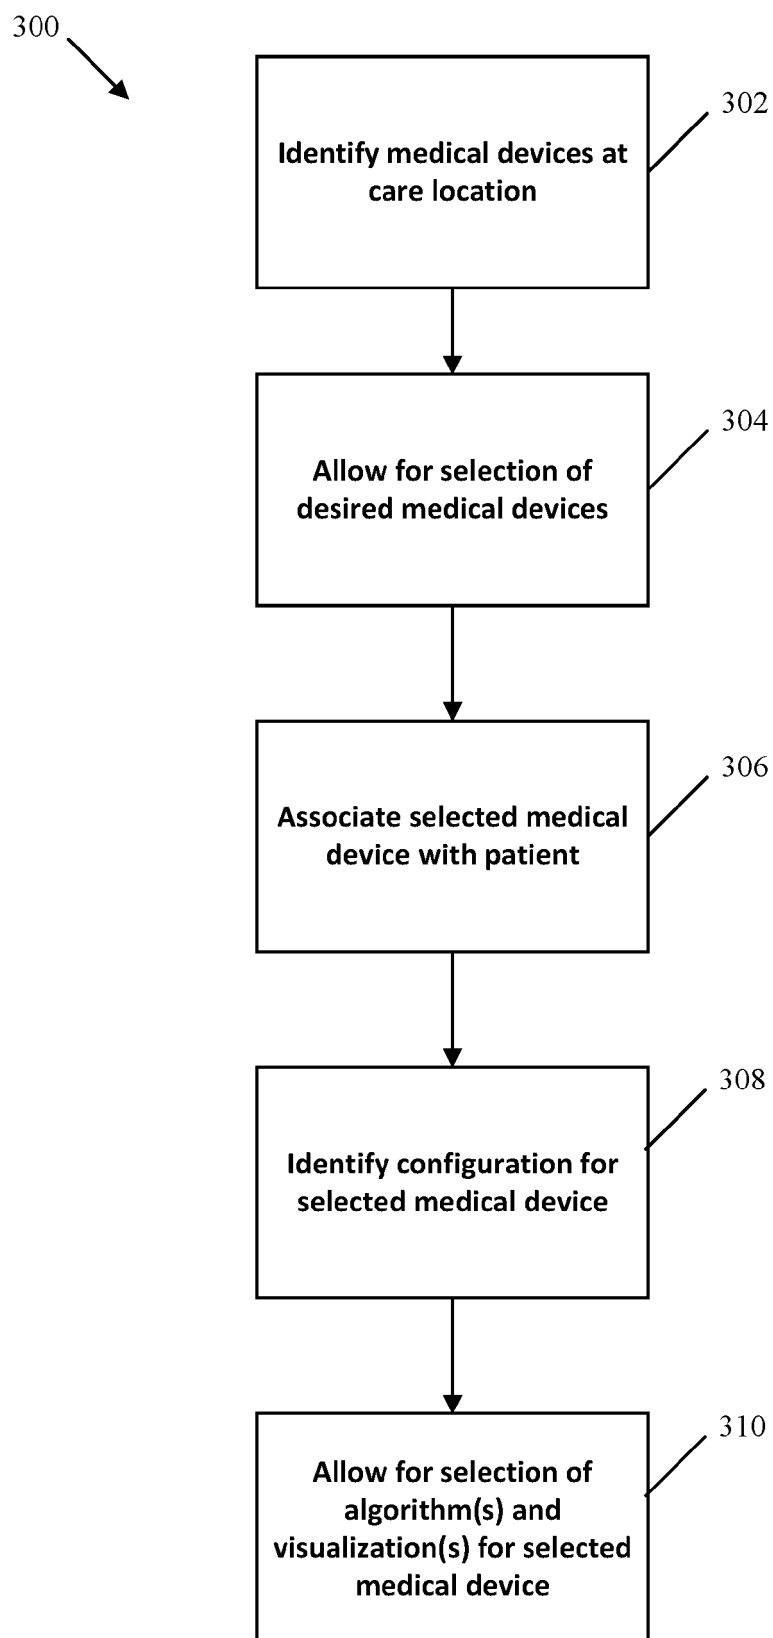 300
302
Identify medical devices at
care location
304
Allow for selection of
desired medical devices
306
Associate selected medical
device with patient
308
Identify configuration for
selected medical device
310
Allow for selection of
algorithm(s) and
visualization(s) for selected
medical device